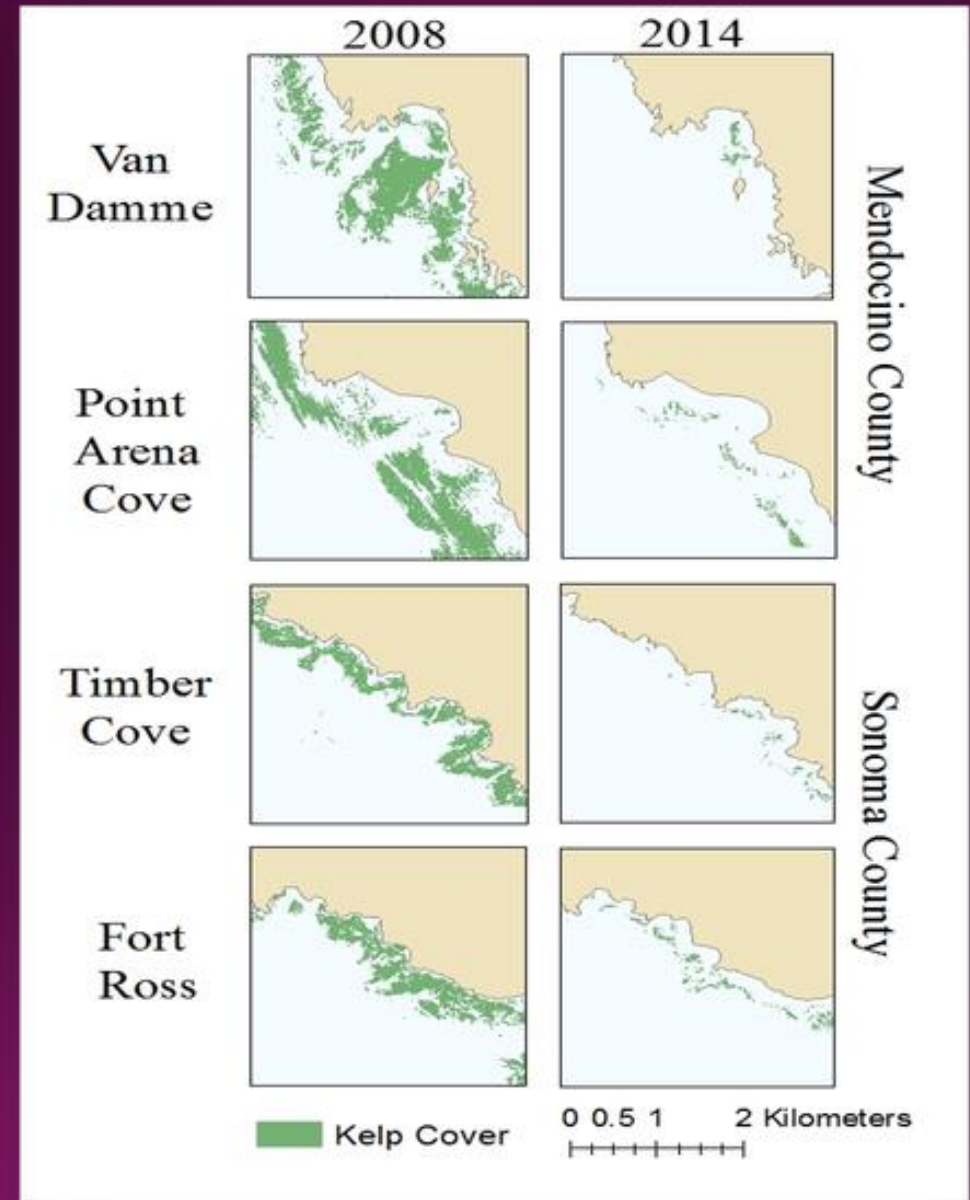 2008 2014
Van
Damme
Mendocino County
Point
Arena
Cove
Timber
Cove
Sonoma County
Fort
Ross
Kelp Cover
0 0.5 1 2 Kilometers